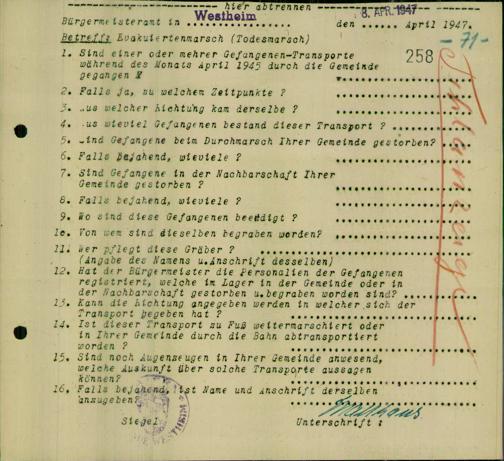 hier abtrennen
Bürgermeisteramt in Westheim den 8. APR. 1947 April 1947.
Betreff: Evakuiertenmarsch (Todesmarsch)
- 71 -
258
1. Sind einer oder mehrer Gefangenen-Transporte
während des Monats April 1945 durch die Gemeinde
gegangen
2. Falls ja, zu welchem Zeitpunkte ?
3. aus welcher Richtung kam derselbe ?
4. aus wieviel Gefangenen bestand dieser Transport ?
5. Sind Gefangene beim Durchmarsch Ihrer Gemeinde gestorben?
6. Falls bejahend, wieviele ?
7. Sind Gefangene in der Nachbarschaft Ihrer
Gemeinde gestorben ?
8. Falls bejahend, wieviele ?
9. Wo sind diese Gefangenen beerdigt ?
10. Von wem sind dieselben begraben worden?
11. Wer pflegt diese Gräber ?
(Angabe des Namens u.Anschrift desselben)
12. Hat der Bürgermeister die Personalien der Gefangenen
registriert, welche im Lager in der Gemeinde oder in
der Nachbarschaft gestorben u.begraben worden sind?
13. Kann die Richtung angegeben werden in welcher sich der
Transport begeben hat ?
14. Ist dieser Transport zu Fuß weitermarschiert oder
in Ihrer Gemeinde durch die Bahn abtransportiert
worden ?
15. Sind noch Augenzeugen in Ihrer Gemeinde anwesend,
welche Auskunft über solche Transporte aussagen
können?
16. Falls bejahend, ist Name und Anschrift derselben
anzugeben?
Siegel
WESTHEIM
Unterschrift :
Fehlanzeige